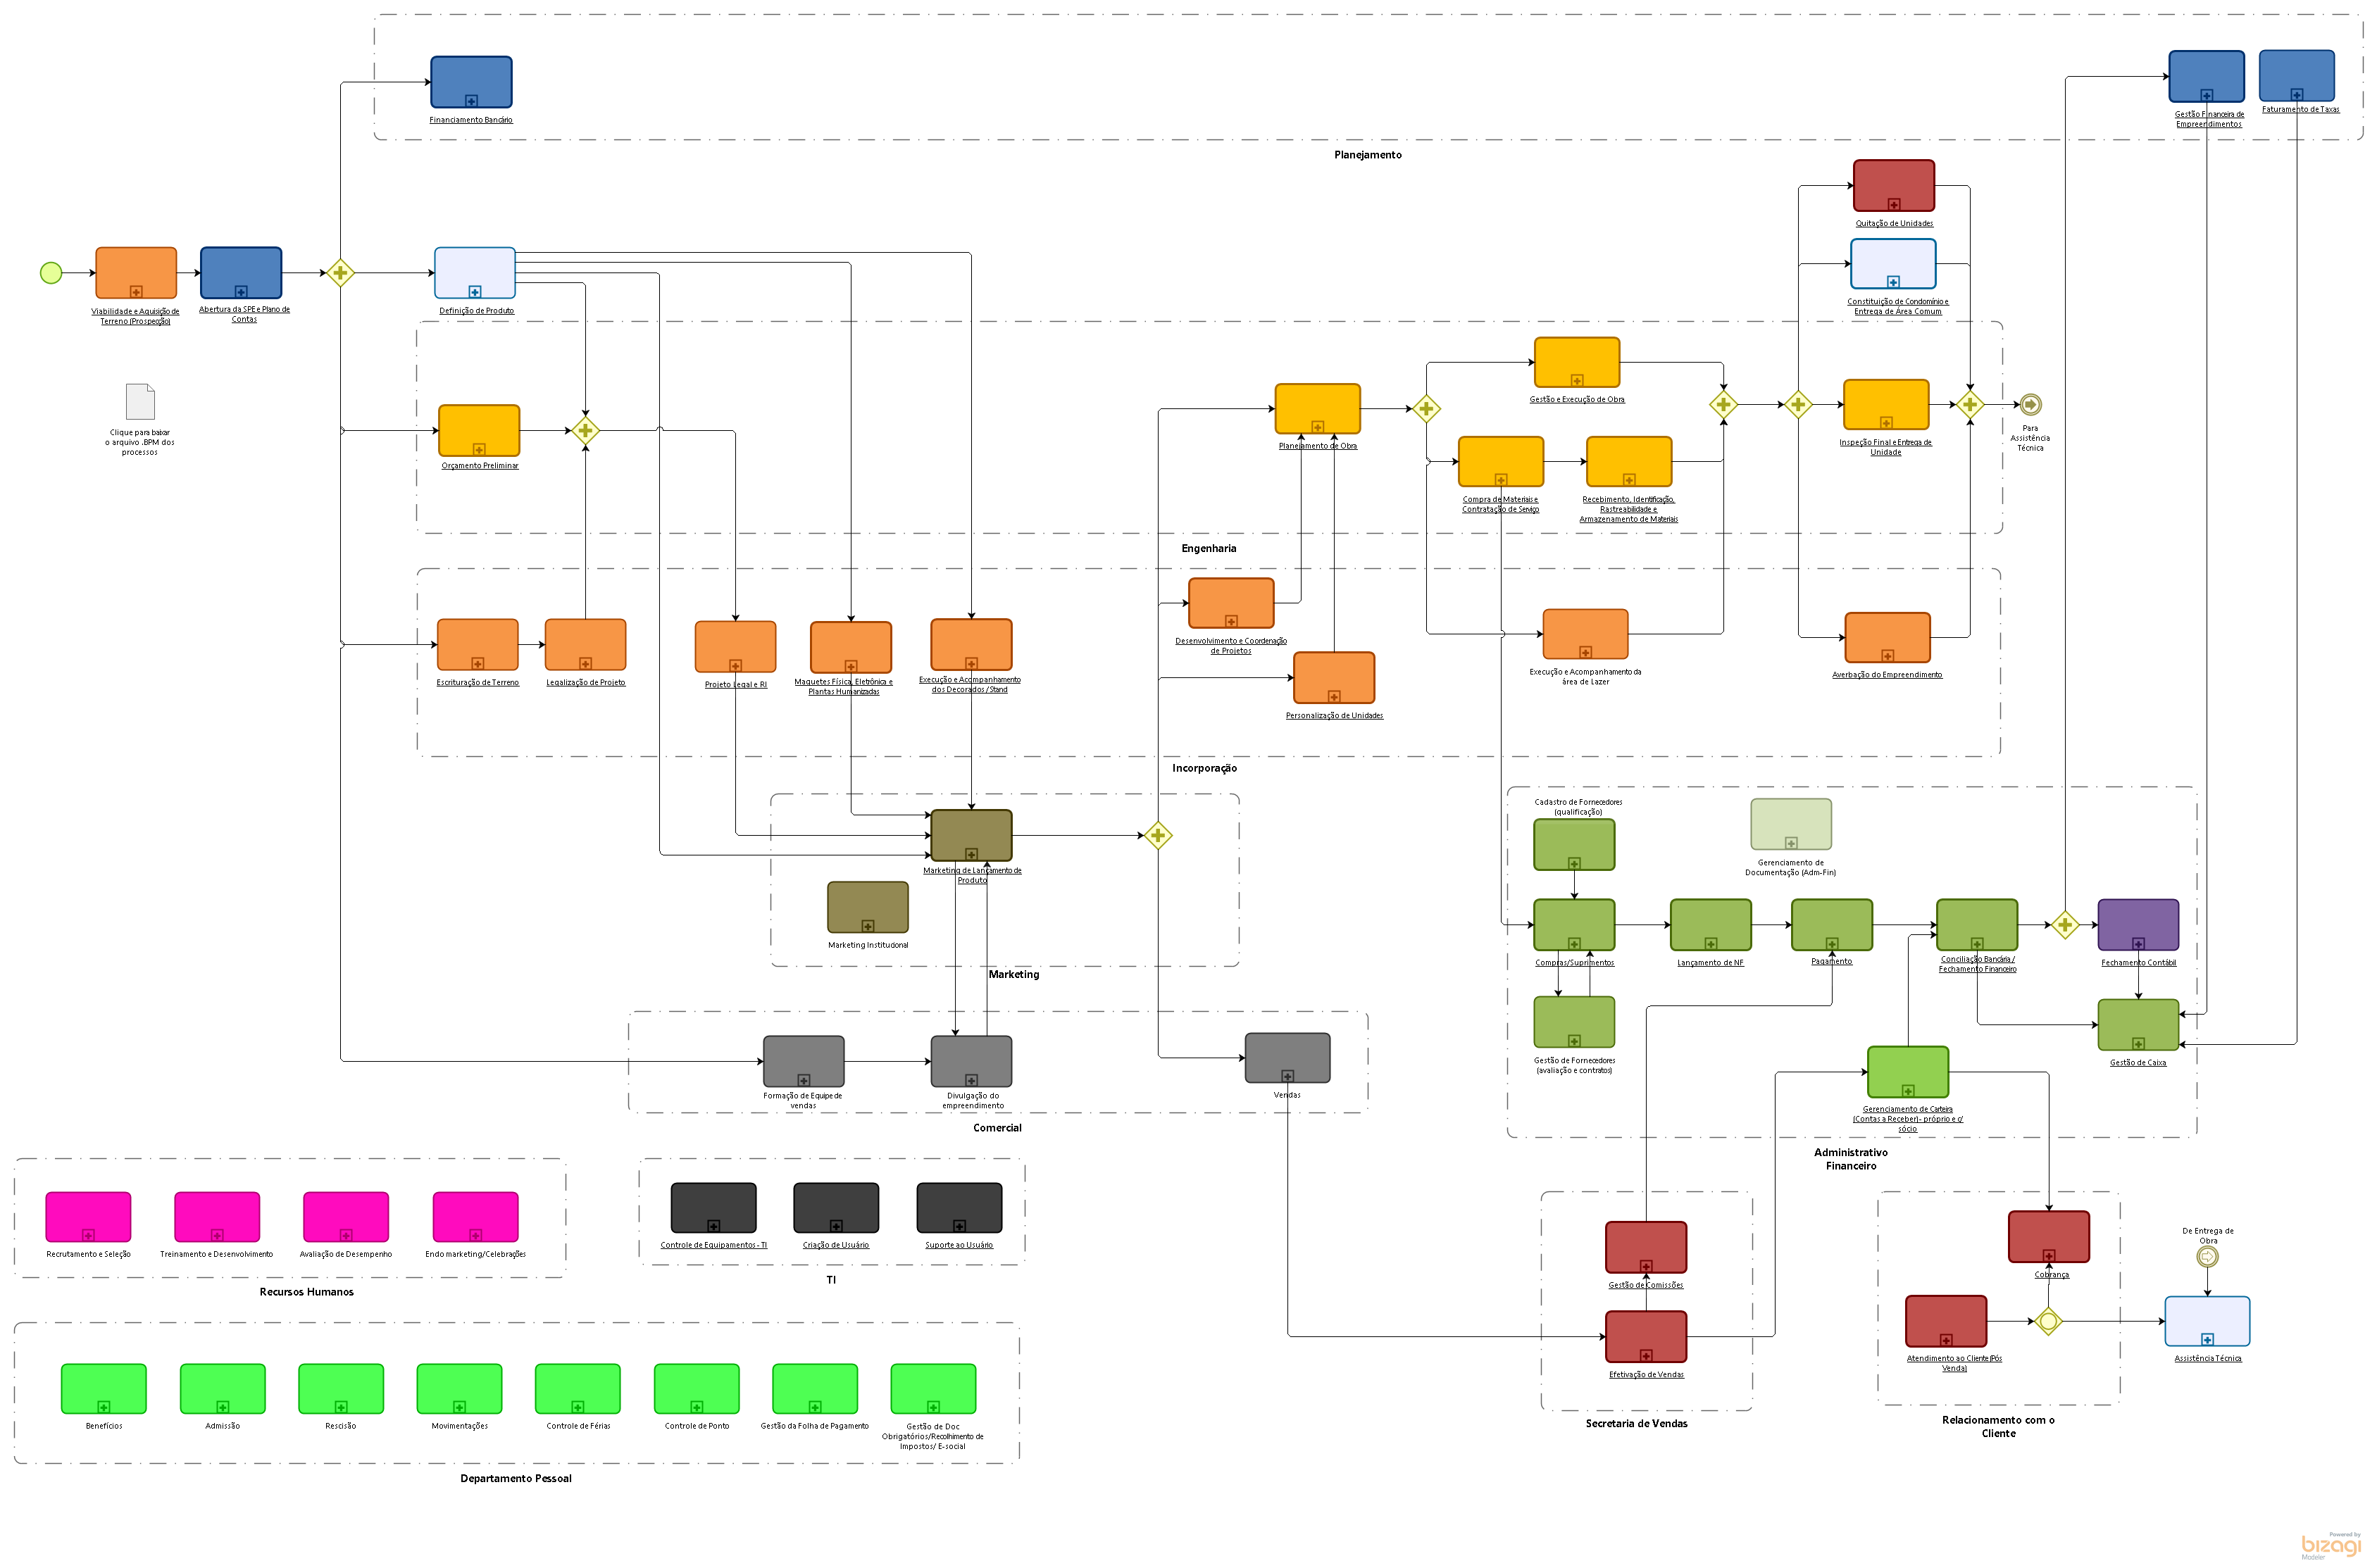 Financiamento Bancário
Gestão Financeira de
Empreendimentos
Faturamento de Taxas
Planejamento
Quitação de Unidades
Viabilidade e Aquisição de
Terreno (Prospecção)
Abertura da SPE e Plano de
Contas
Definição de Produto
Constituição de Condomínio e
Entrega de Área Comum
Clique para baixar
o arquivo .BPM dos
processos
Orçamento Preliminar
Planejamento de Obra
Gestão e Execução de Obra
Inspeção Final e Entrega de
Unidade
Para
Assistência
Técnica
Compra de Materiais e
Contratação de Serviço
Recebimento, Identificação,
Rastreabilidade e
Armazenamento de Materiais
Engenharia
Escrituração de Terreno
Legalização de Projeto
Projeto Legal e RI
Maquetes Física, Eletrônica e
Plantas Humanizadas
Execução e Acompanhamento
dos Decorados / Stand
Desenvolvimento e Coordenação
de Projetos
Personalização de Unidades
Execução e Acompanhamento da
área de Lazer
Averbação do Empreendimento
Incorporação
Marketing de Lançamento de
Produto
Marketing Institucional
Marketing
Cadastro de Fornecedores
(qualificação)
Gerenciamento de
Documentação (Adm-Fin)
Compras/Suprimentos
Lançamento de NF
Pagamento
Conciliação Bancária /
Fechamento Financeiro
Fechamento Contábil
Gestão de Fornecedores
(avaliação e contratos)
Gestão de Caixa
Gerenciamento de Carteira
(Contas a Receber)- próprio e c/
sócio
Administrativo
Financeiro
Formação de Equipe de
vendas
Divulgação do
empreendimento
Vendas
Comercial
Recrutamento e Seleção
Treinamento e Desenvolvimento
Avaliação de Desempenho
Endo marketing/Celebrações
Recursos Humanos
Controle de Equipamentos - TI
Criação de Usuário
Suporte ao Usuário
TI
Gestão de Comissões
Efetivação de Vendas
Secretaria de Vendas
Cobrança
Atendimento ao Cliente (Pós
Venda)
Relacionamento com o
Cliente
De Entrega de
Obra
Assistência Técnica
Benefícios
Admissão
Rescisão
Movimentações
Controle de Férias
Controle de Ponto
Gestão da Folha de Pagamento
Gestão de Doc
Obrigatórios/Recolhimento de
Impostos/ E-social
Departamento Pessoal
Powered by
bizagi
Modeler